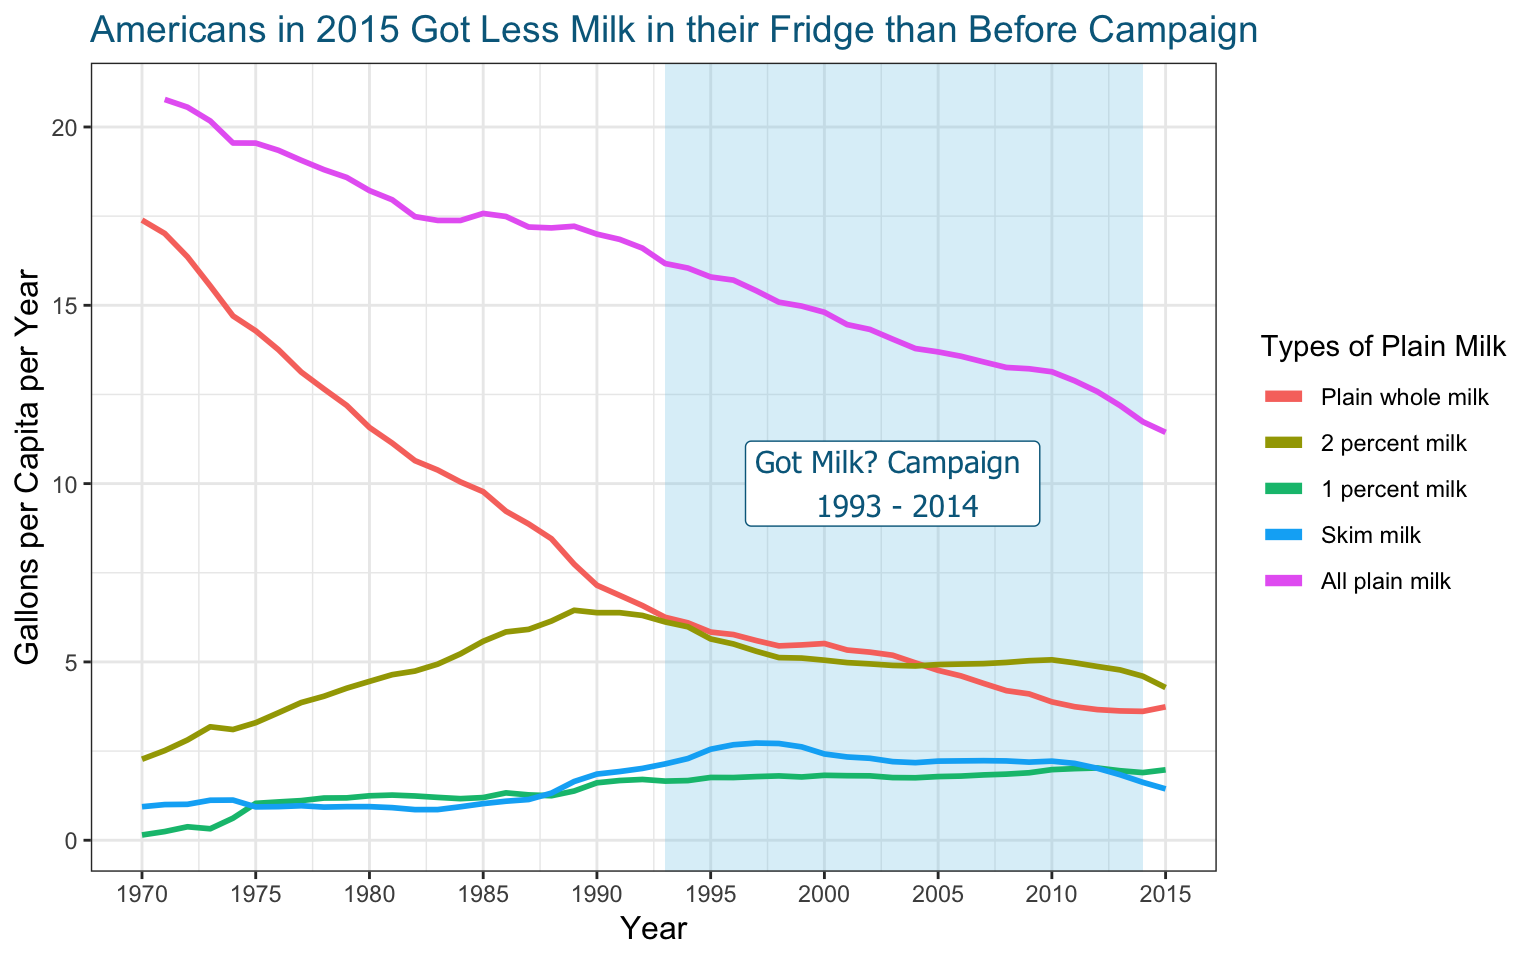 Americans in 2015 Got Less Milk in their Fridge than Before Campaign
Gallons per Capita per Year
20
15
10
5
0
Got Milk? Campaign
1993 - 2014
1970 1975 1980 1985 1990 1995 2000 2005 2010 2015
Year
Types of Plain Milk
Plain whole milk
2 percent milk
1 percent milk
Skim milk
All plain milk